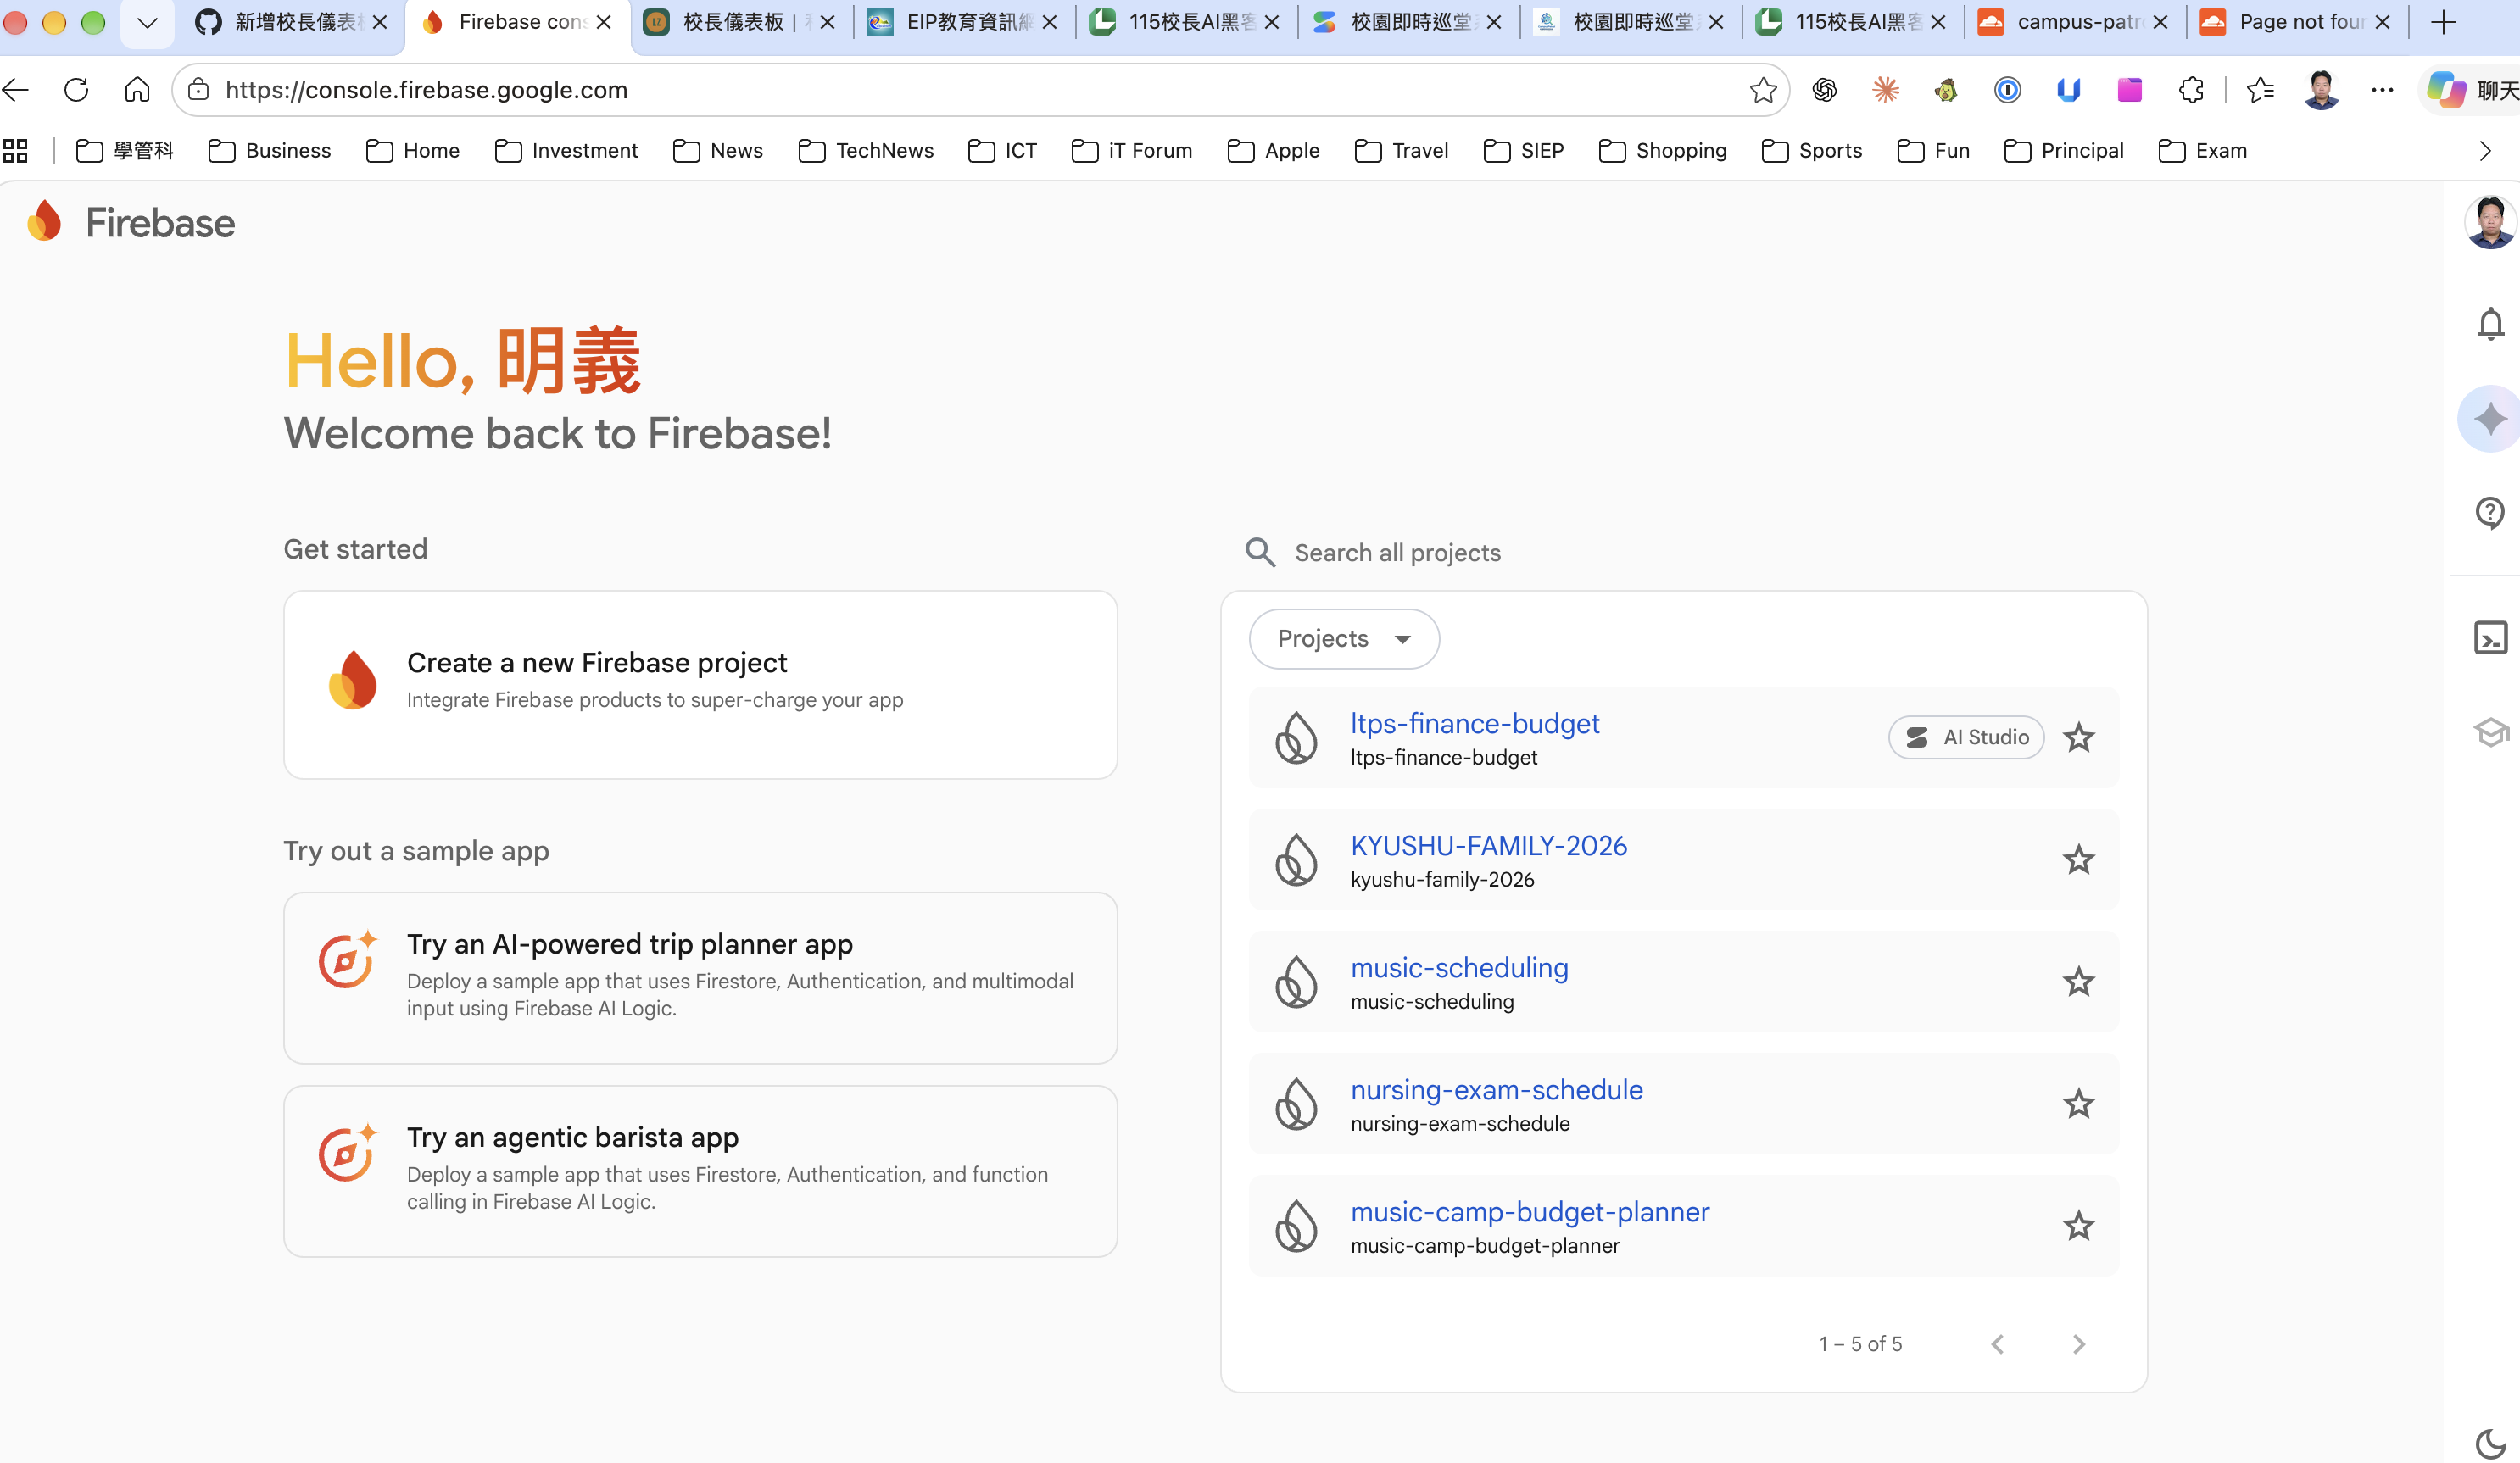 新增校長儀表
Firebase cons
校長儀表板 |
EIP教育資訊網
115校長AI黑客
校園即時巡堂
校園即時巡堂
115校長AI黑客
campus-patr
Page not foun
https://console.firebase.google.com
聊天
學管科
Business
Home
Investment
News
TechNews
ICT
iT Forum
Apple
Travel
SIEP
Shopping
Sports
Fun
Principal
Exam
Firebase
Hello, 明義
Welcome back to Firebase!
Get started
Create a new Firebase project
Integrate Firebase products to super-charge your app
Try out a sample app
Try an AI-powered trip planner app
Deploy a sample app that uses Firestore, Authentication, and multimodal
input using Firebase AI Logic.
Try an agentic barista app
Deploy a sample app that uses Firestore, Authentication, and function
calling in Firebase AI Logic.
Search all projects
Projects
ltps-finance-budget
ltps-finance-budget
AI Studio
KYUSHU-FAMILY-2026
kyushu-family-2026
music-scheduling
music-scheduling
nursing-exam-schedule
nursing-exam-schedule
music-camp-budget-planner
music-camp-budget-planner
1 – 5 of 5